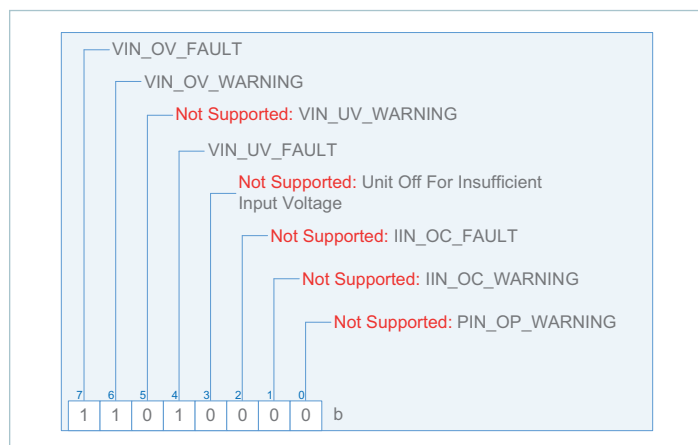 VIN_OV_FAULT
VIN_OV_WARNING
Not Supported: VIN_UV_WARNING
VIN_UV_FAULT
Not Supported: Unit Off For Insufficient
Input Voltage
Not Supported: IIN_OC_FAULT
Not Supported: IIN_OC_WARNING
Not Supported: PIN_OP_WARNING
7 6 5 4 3 2 1 0
1 1 0 1 0 0 0 0 b